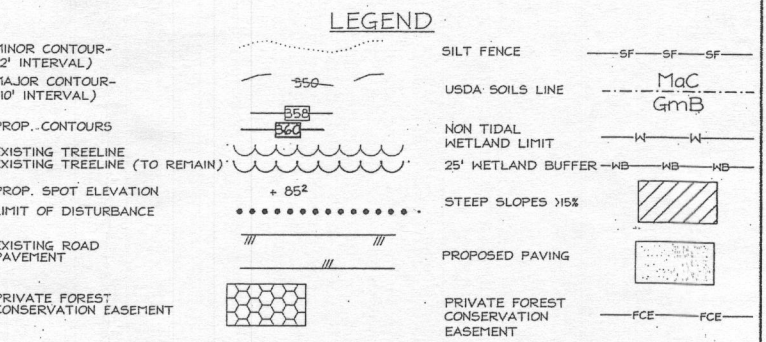 LEGEND
MINOR CONTOUR-
(2' INTERVAL)
MAJOR CONTOUR-
(10' INTERVAL)
350
358
PROP. CONTOURS
360
EXISTING TREELINE
EXISTING TREELINE (TO REMAIN)
PROP. SPOT ELEVATION
+ 85²
LIMIT OF DISTURBANCE
EXISTING ROAD
PAVEMENT
PRIVATE FOREST
CONSERVATION EASEMENT
SILT FENCE
SF SF SF
USDA SOILS LINE
MaC
GmB
NON TIDAL
WETLAND LIMIT
W W
25' WETLAND BUFFER
WB WB WB
STEEP SLOPES >15%
PROPOSED PAVING
PRIVATE FOREST
CONSERVATION
EASEMENT
FCE FCE